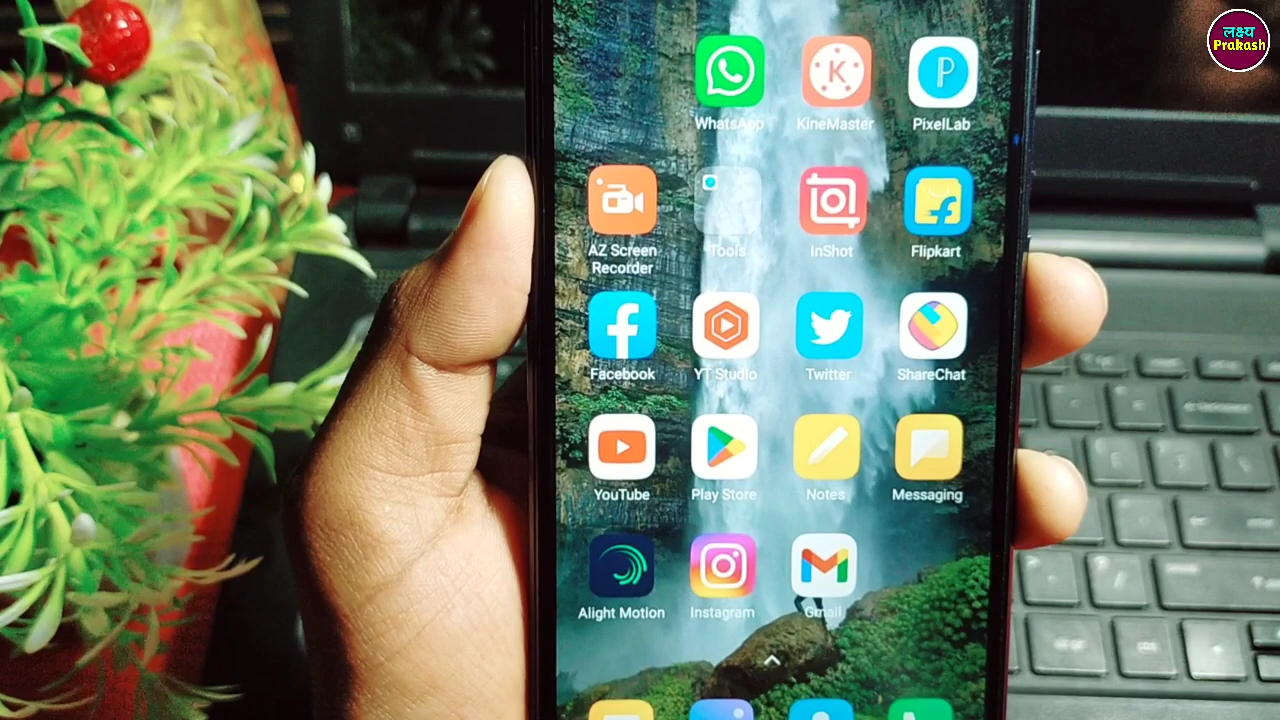 लक्ष्य
Prakash
WhatsApp
KineMaster
PixelLab
AZ Screen
Recorder
Tools
InShot
Flipkart
Facebook
YT Studio
Twitter
ShareChat
YouTube
Play Store
Notes
Messaging
Alight Motion
Instagram
Gmail